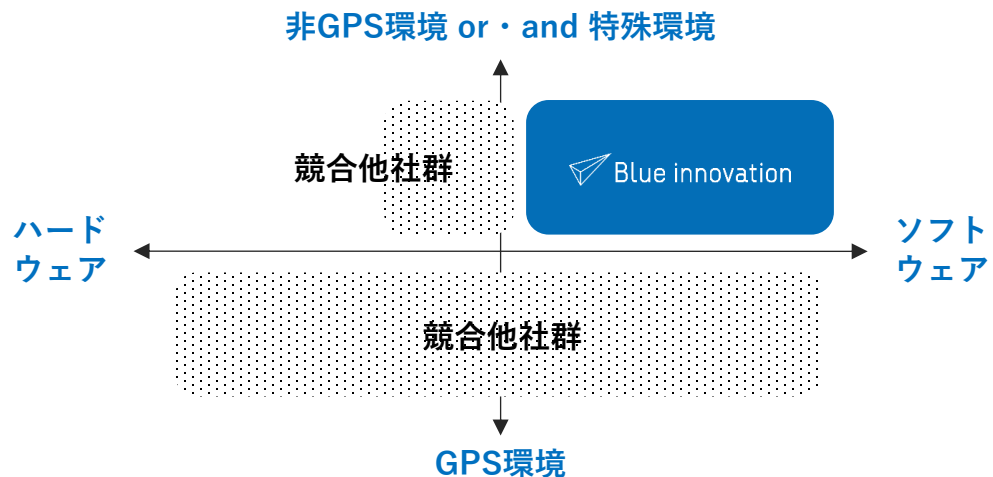 非GPS環境 or・and 特殊環境
競合他社群
Blue innovation
ハード
ウェア
ソフト
ウェア
競合他社群
GPS環境